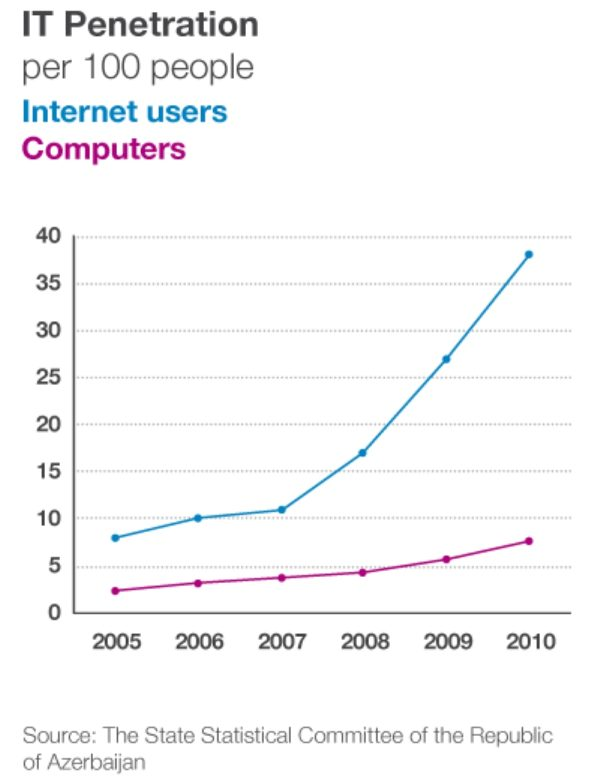 IT Penetration
per 100 people
Internet users
Computers
40
35
30
25
20
15
10
5
0
2005 2006 2007 2008 2009 2010
Source: The State Statistical Committee of the Republic
of Azerbaijan